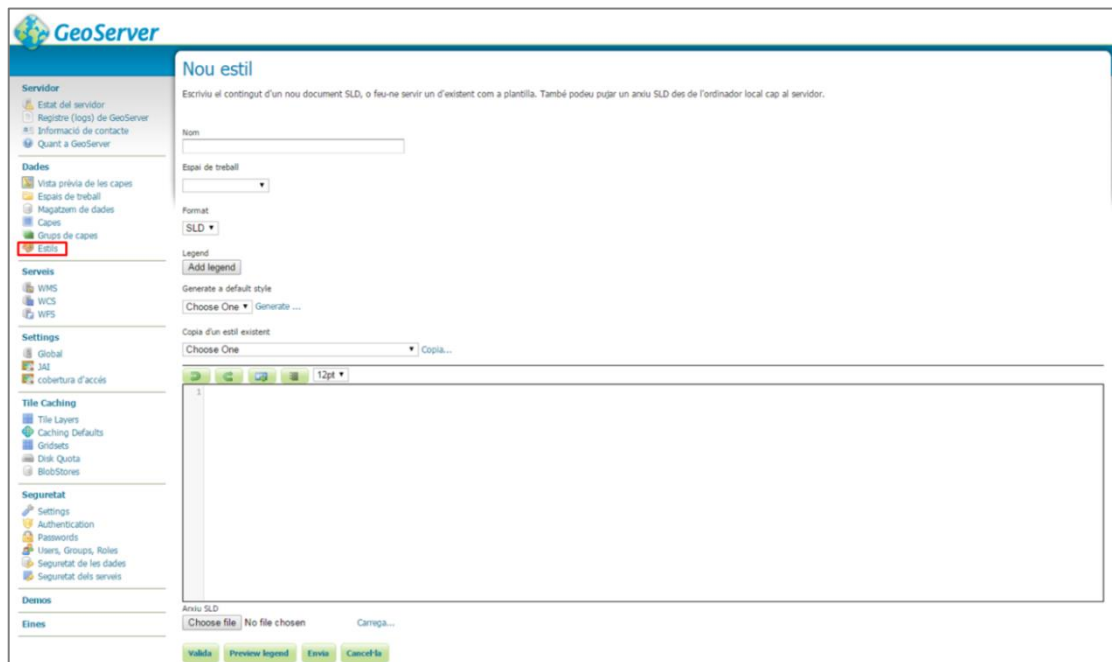 GeoServer
Servidor
Estat del servidor
Registre (logs) de GeoServer
Informació de contacte
Quant a GeoServer
Dades
Vista prèvia de les capes
Espais de treball
Magatzem de dades
Capes
Grups de capes
Estils
Serveis
WMS
WCS
WFS
Settings
Global
JAI
cobertura d'accés
Tile Caching
Tile Layers
Caching Defaults
Gridsets
Disk Quota
BlobStores
Seguretat
Settings
Authentication
Passwords
Users, Groups, Roles
Seguretat de les dades
Seguretat dels serveis
Demos
Eines
Nou estil
Escriviu el contingut d'un nou document SLD, o feu-ne servir un d'existent com a plantilla. També podeu pujar un arxiu SLD des de l'ordinador local cap al servidor.
Nom
Espai de treball
Format
SLD
Legend
Add legend
Generate a default style
Choose One Generate ...
Copia d'un estil existent
Choose One Copia...
12pt
1
Arxiu SLD
Choose file No file chosen Carrega...
Valida Preview legend Envia Cancel·la